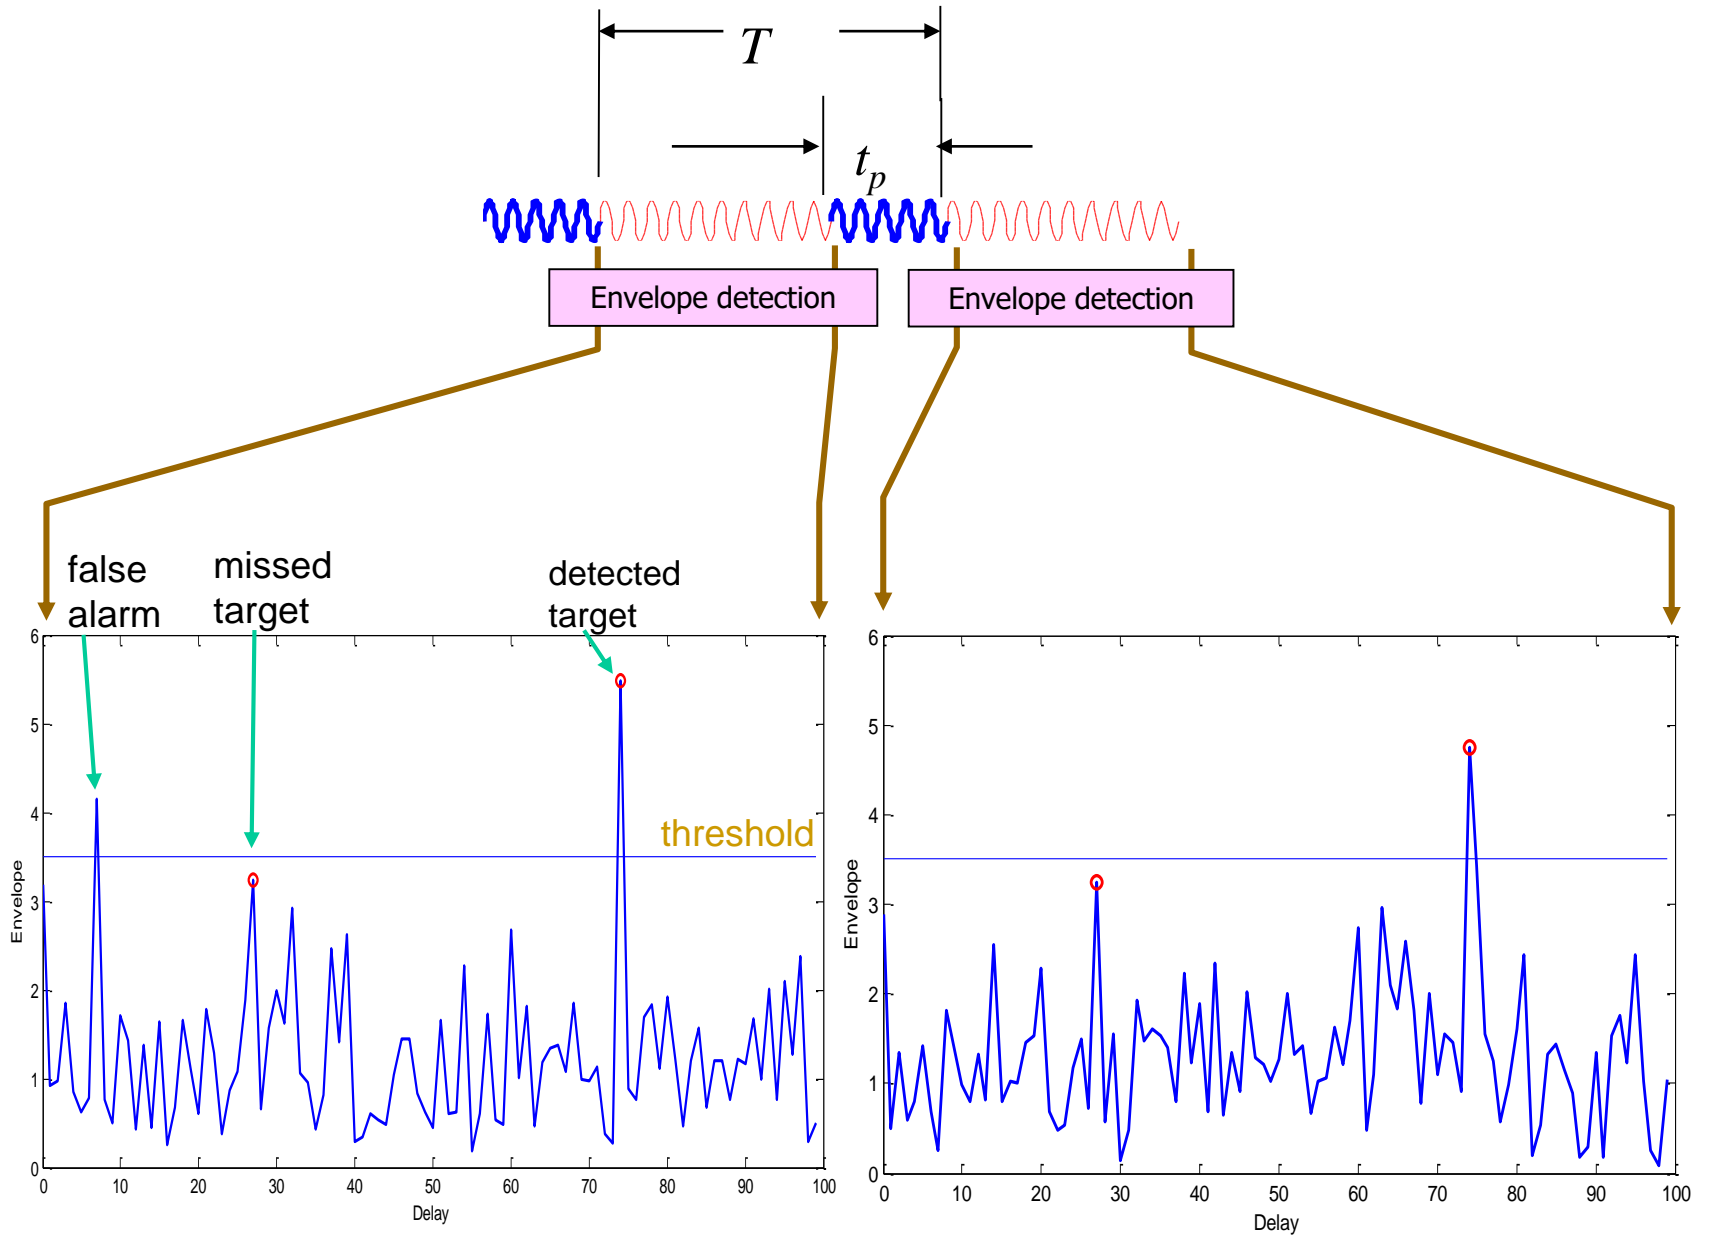 T
t_p
Envelope detection
Envelope detection
false
alarm
missed
target
detected
target
threshold
6
5
4
3
2
1
0
Envelope
0 10 20 30 40 50 60 70 80 90 100
Delay
6
5
4
3
2
1
0
Envelope
0 10 20 30 40 50 60 70 80 90 100
Delay